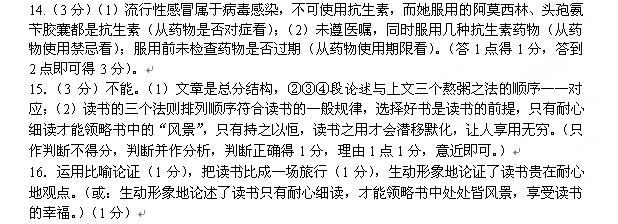 14.（3 分）（1）流行性感冒属于病毒感染，不可使用抗生素，而她服用的阿莫西林、头孢氨
苄胶囊都是抗生素（从药物是否对症看）；（2）未遵医嘱，同时服用几种抗生素药物（从药
物使用禁忌看）；服用前未检查药物是否过期（从药物使用期限看）。（答 1 点得 1 分，答到
2 点即可得 3 分）。
15.（3 分）不能。（1）文章是总分结构，②③④段论述与上文三个熬粥之法的顺序一一对
应；（2）读书的三个法则排列顺序符合读书的一般规律，选择好书是读书的前提，只有耐心
细读才能领略书中的“风景”，只有持之以恒，读书之用才会潜移默化，让人享用无穷。（只
作判断不得分，判断并作分析，判断正确得 1 分，理由 1 点 1 分，意近即可。）
16. 运用比喻论证（1 分），把读书比成一场旅行（1 分），生动形象地论证了读书贵在耐心
地观点。（或：生动形象地论述了读书只有耐心细读，才能领略书中处处皆风景，享受读书
的幸福。）（1 分）